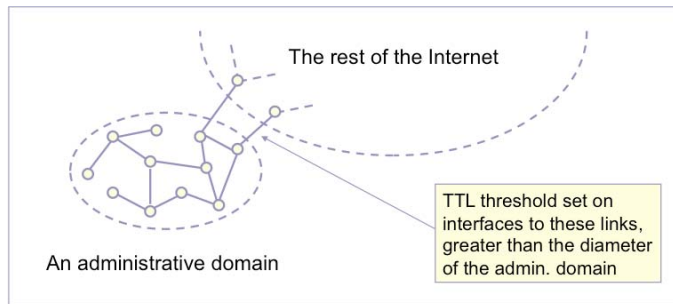 The rest of the Internet
TTL threshold set on
interfaces to these links,
greater than the diameter
of the admin. domain
An administrative domain